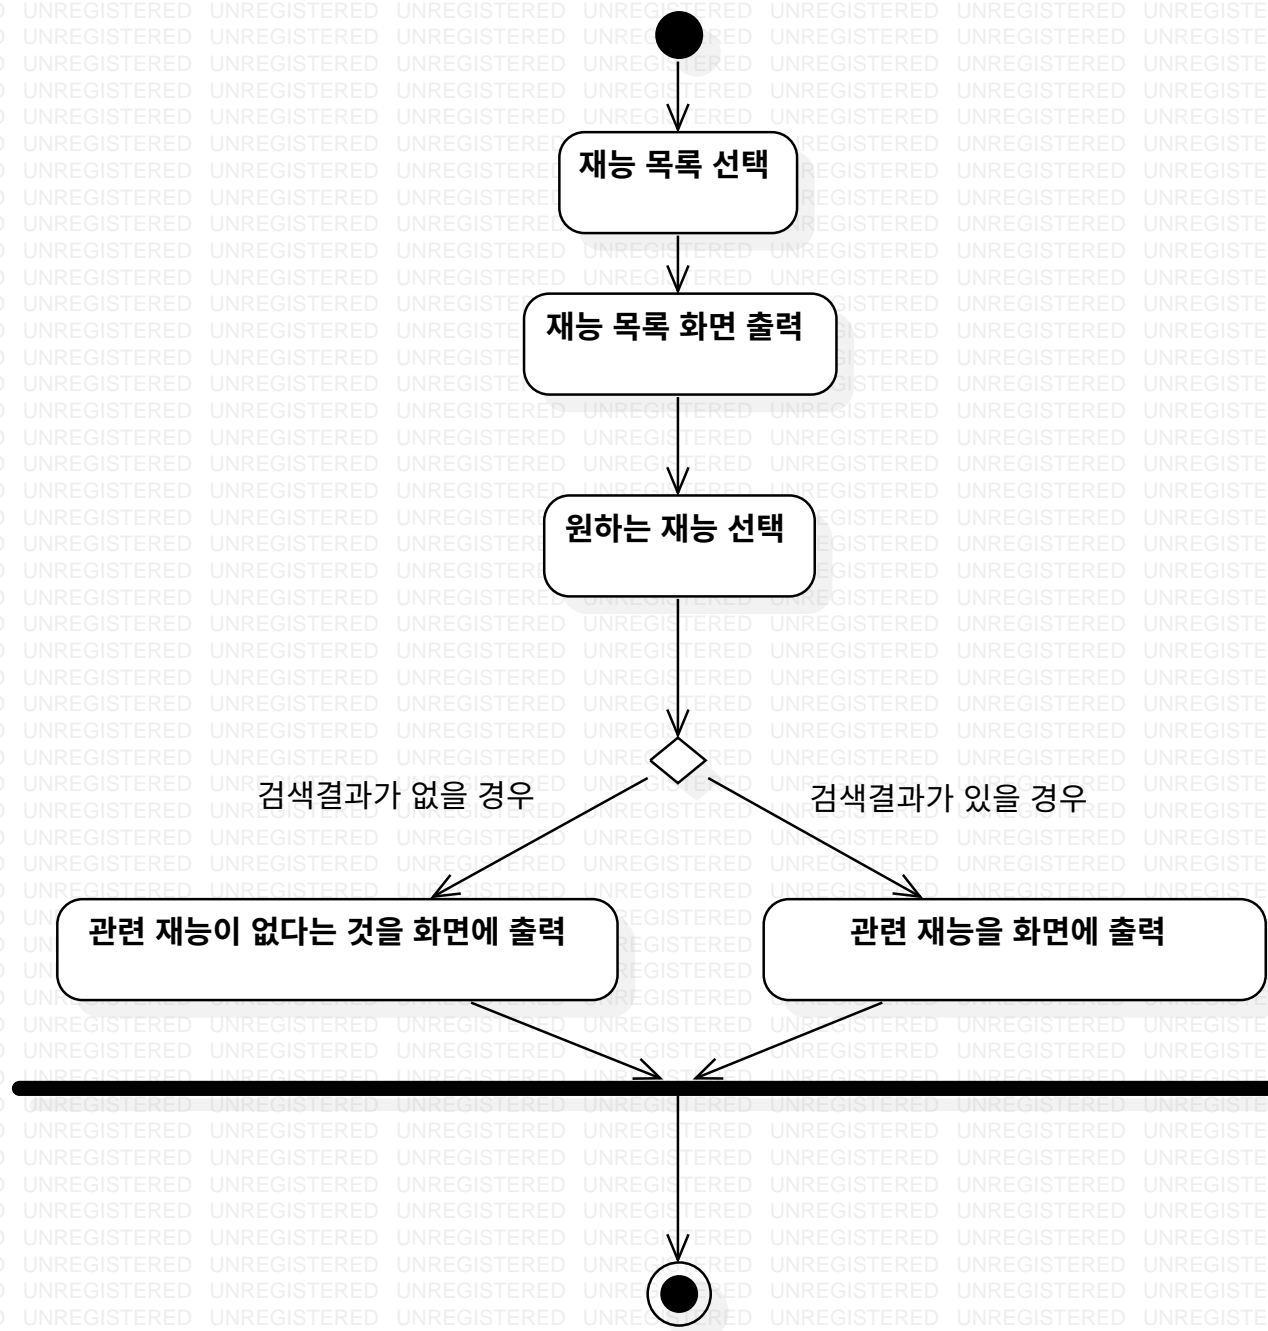 재능 목록 선택
재능 목록 화면 출력
원하는 재능 선택
검색결과가 없을 경우
검색결과가 있을 경우
관련 재능이 없다는 것을 화면에 출력
관련 재능을 화면에 출력
UNREGISTERED